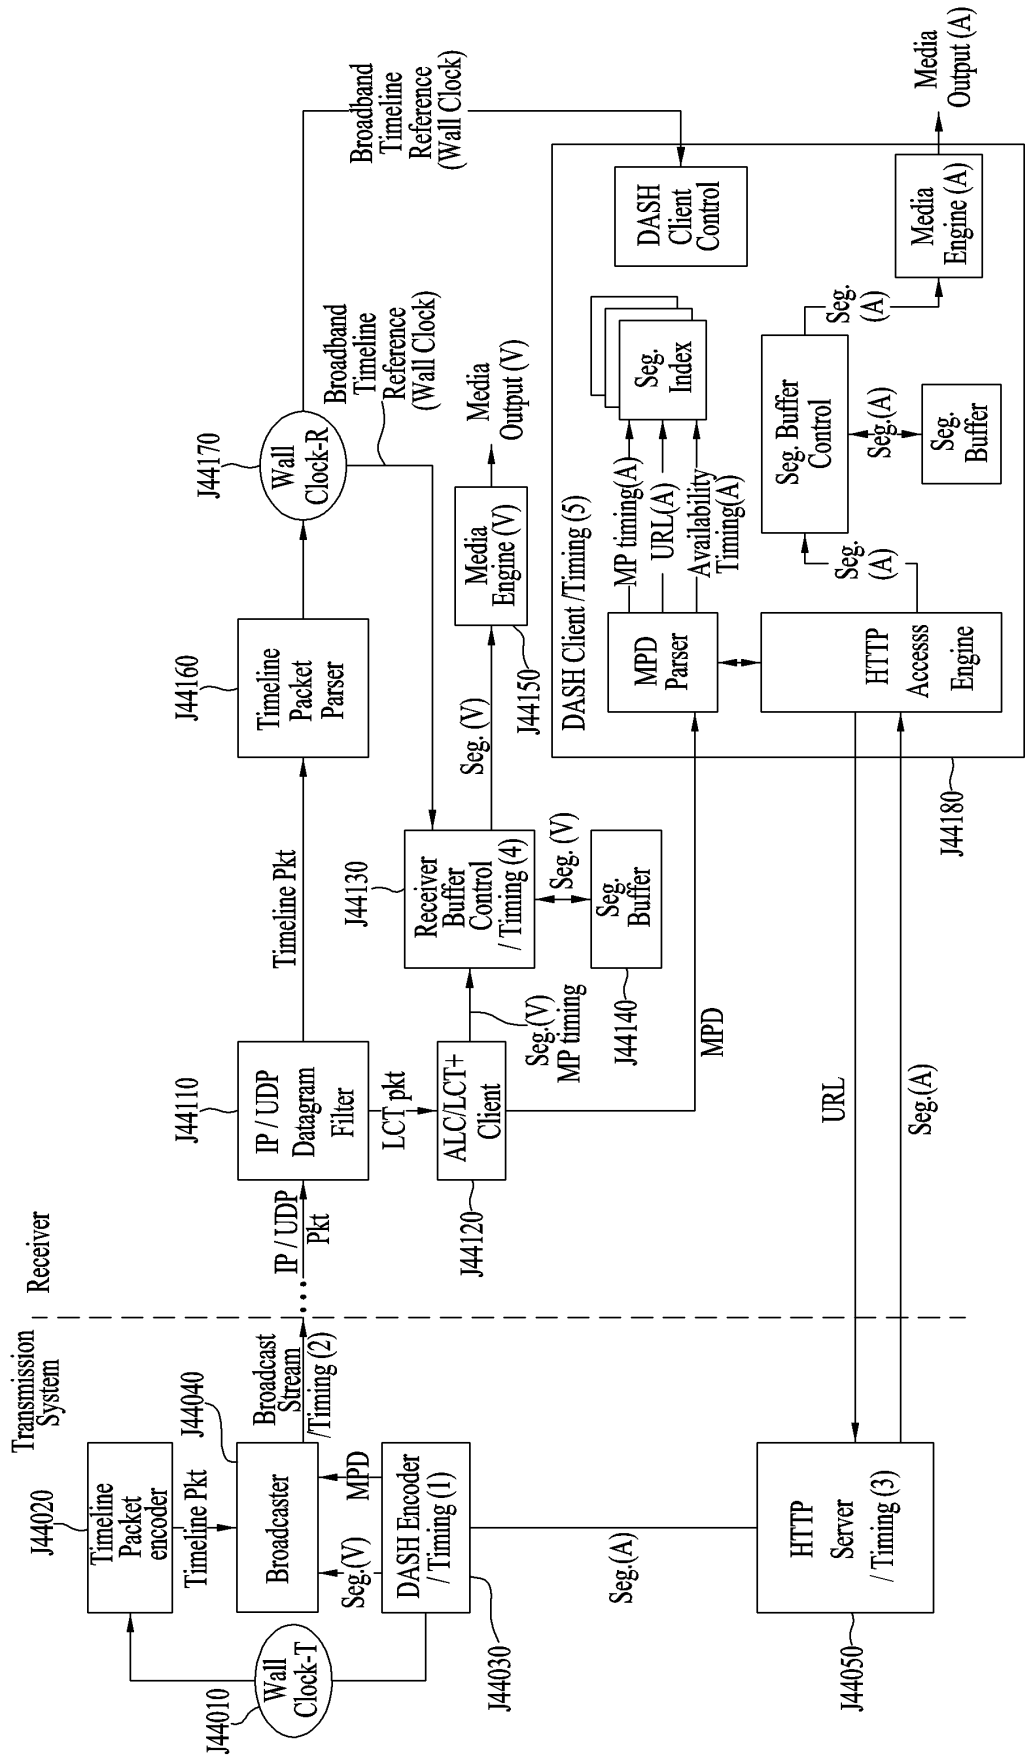 Transmission
System
Receiver
J44010
Wall
Clock-T
J44020
Timeline
Packet
encoder
Timeline Pkt
J44040
Broadcaster
Seg.(V)
MPD
J44030
DASH Encoder
/ Timing (1)
Broadcast
Stream
/Timing (2)
Seg.(A)
J44050
HTTP
Server
/ Timing (3)
IP / UDP
Pkt
J44110
IP / UDP
Datagram
Filter
LCT pkt
J44120
ALC/LCT+
Client
Seg.(V)
MP timing
Timeline Pkt
J44130
Receiver
Buffer
Control
/ Timing (4)
Seg. (V)
J44140
Seg.
Buffer
MPD
URL
Seg.(A)
J44160
Timeline
Packet
Parser
Seg. (V)
J44150
Media
Engine (V)
Media
Output (V)
J44170
Wall
Clock-R
Broadband
Timeline
Reference
(Wall Clock)
Broadband
Timeline
Reference
(Wall Clock)
J44180
DASH Client /Timing (5)
MPD
Parser
MP timing(A)
URL(A)
Availability
Timing(A)
Seg.
Index
DASH
Client
Control
HTTP
Accesss
Engine
Seg.
(A)
Seg. Buffer
Control
Seg.(A)
Seg.
Buffer
Seg.
(A)
Media
Engine (A)
Media
Output (A)